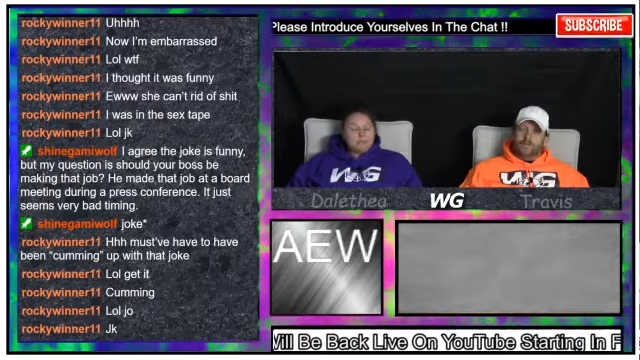 rockywinner11 Uhhhh
rockywinner11 Now I'm embarrassed
rockywinner11 Lol wtf
rockywinner11 I thought it was funny
rockywinner11 Ewww she can't rid of shit
rockywinner11 I was in the sex tape
rockywinner11 Lol jk
shinegamiwolf I agree the joke is funny,
but my question is should your boss be
making that job? He made that job at a board
meeting during a press conference. It just
seems very bad timing.
shinegamiwolf joke*
rockywinner11 Hhh must've have to have
been “cumming” up with that joke
rockywinner11 Lol get it
rockywinner11 Cumming
rockywinner11 Lol jo
rockywinner11 Jk
Please Introduce Yourselves In The Chat !!
SUBSCRIBE
WG
WG
Dalethea
WG
Travis
AEW
Will Be Back Live On YouTube Starting In F